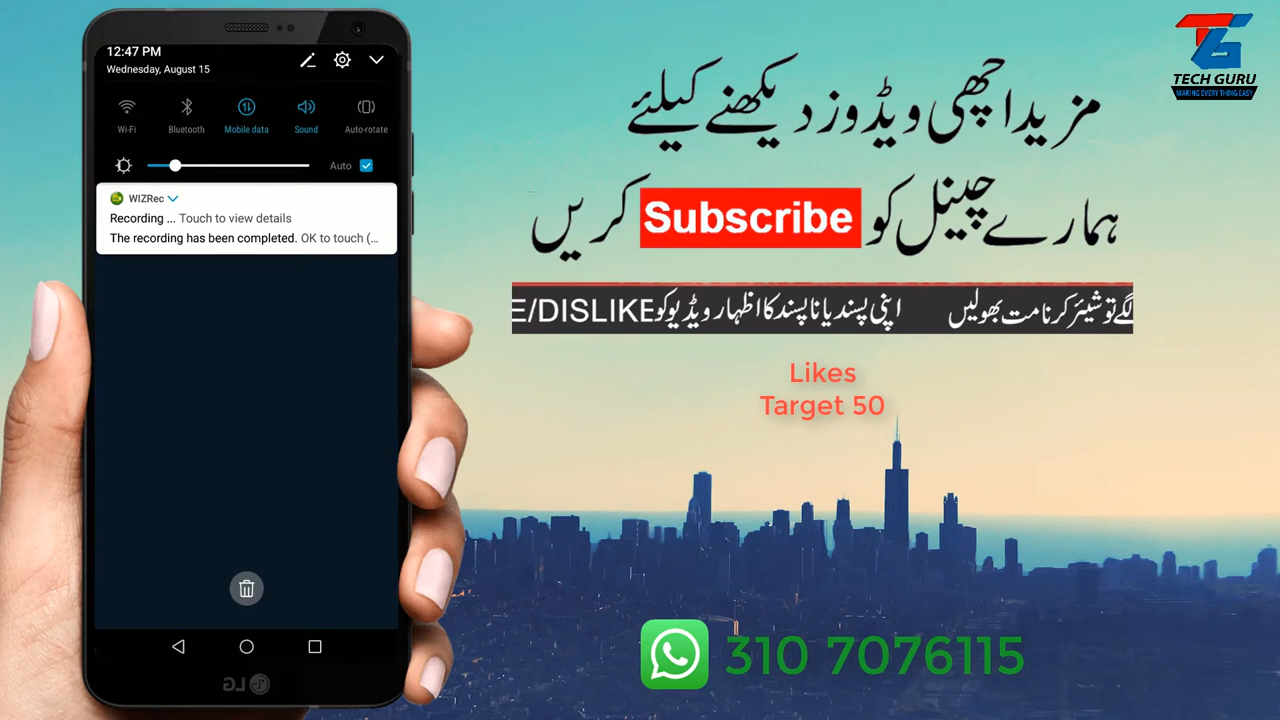 12:47 PM
Wednesday, August 15
Wi-Fi
Bluetooth
Mobile data
Sound
Auto-rotate
Auto
WIZRec
Recording ... Touch to view details
The recording has been completed. OK to touch (...
LG
مزید اچھی ویڈوز دیکھنے کیلئے
ہمارے چینل کو Subscribe کریں
لگے تو شیئر کرنا مت بھولیں اپنی پسند یا نا پسند کا اظہار ویڈیو کو E/DISLIKE
Likes
Target 50
310 7076115
TECH GURU
MAKING EVERY THING EASY